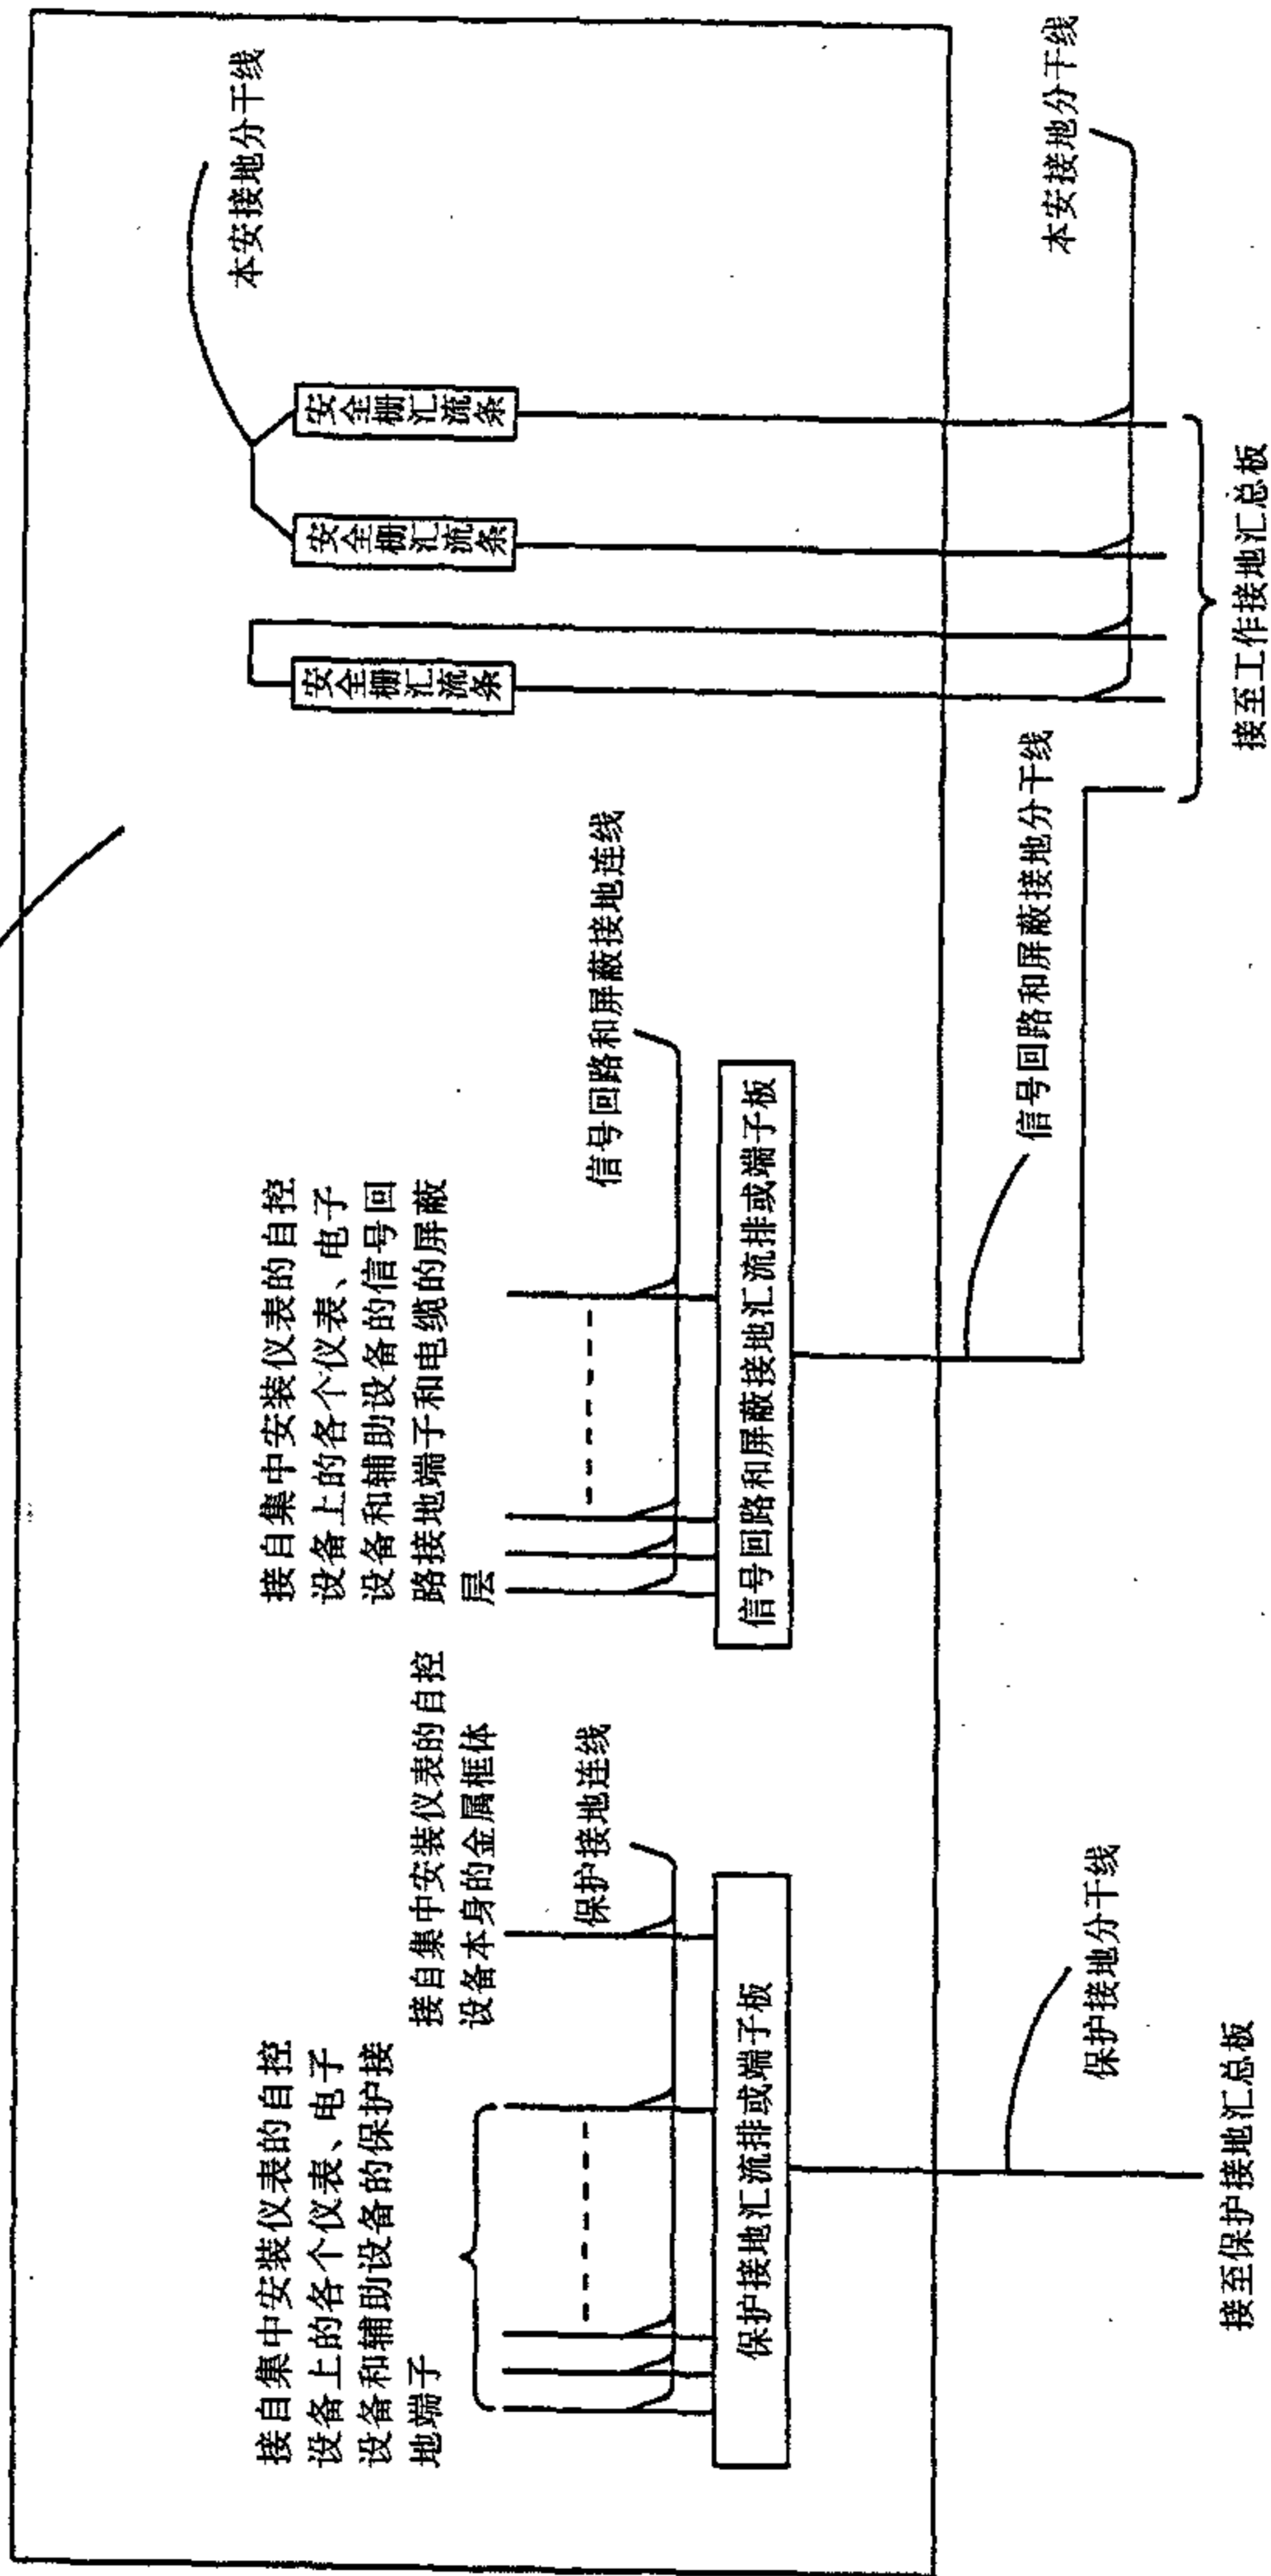 接自集中安装仪表的自控
设备上的各个仪表、电子
设备和辅助设备的保护接
地端子
接自集中安装仪表的自控
设备本身的金属框体
保护接地连线
保护接地汇流排或端子板
保护接地分干线
接至保护接地汇总板
接自集中安装仪表的自控
设备上的各个仪表、电子
设备和辅助设备的信号回
路接地端子和电缆的屏蔽
层
信号回路和屏蔽接地连线
信号回路和屏蔽接地汇流排或端子板
信号回路和屏蔽接地分干线
安全栅汇流条
安全栅汇流条
安全栅汇流条
本安接地分干线
本安接地分干线
接至工作接地汇总板